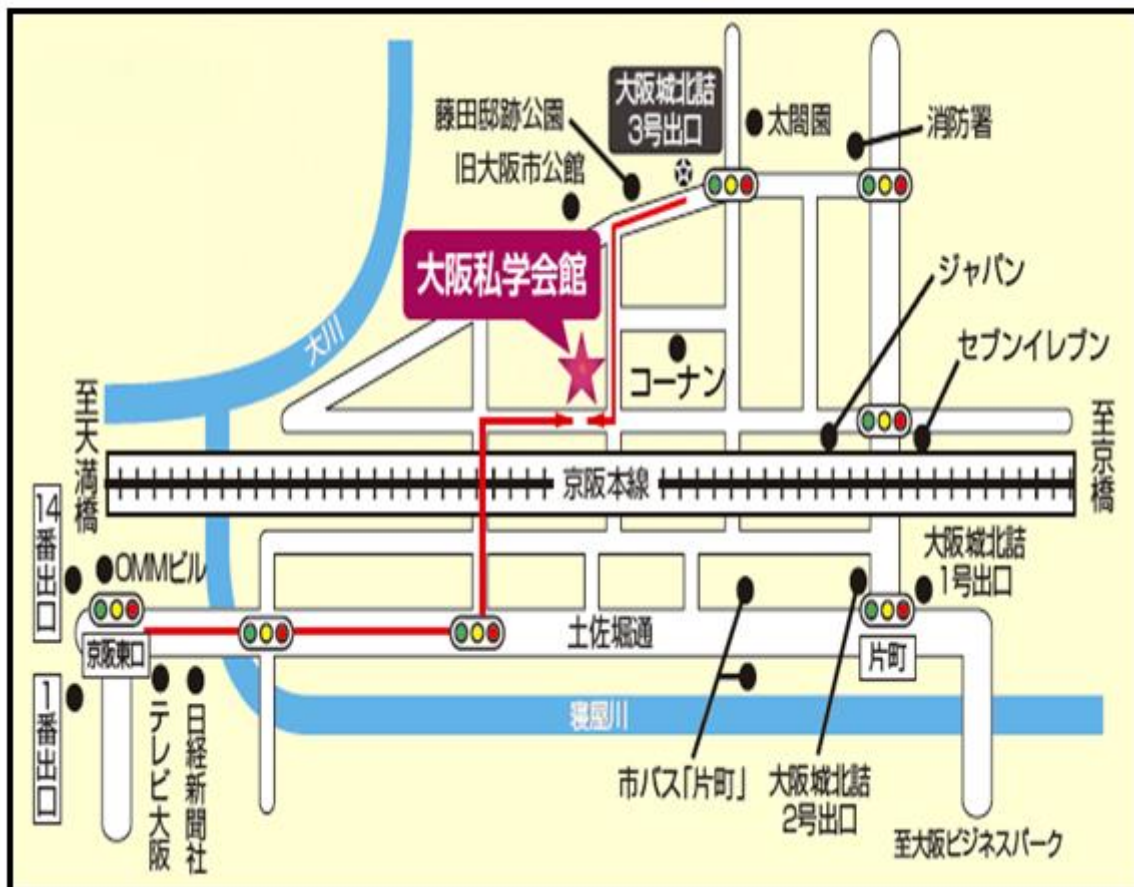 大阪城北詰
3号出口
太閤園
消防署
藤田邸跡公園
旧大阪市公館
大阪私学会館
ジャパン
大川
コーナン
セブンイレブン
至天満橋
至京橋
京阪本線
14番出口
OMMビル
大阪城北詰
1号出口
京阪東口
土佐堀通
片町
1番出口
テレビ大阪
日経新聞社
寝屋川
市バス「片町」
大阪城北詰
2号出口
至大阪ビジネスパーク